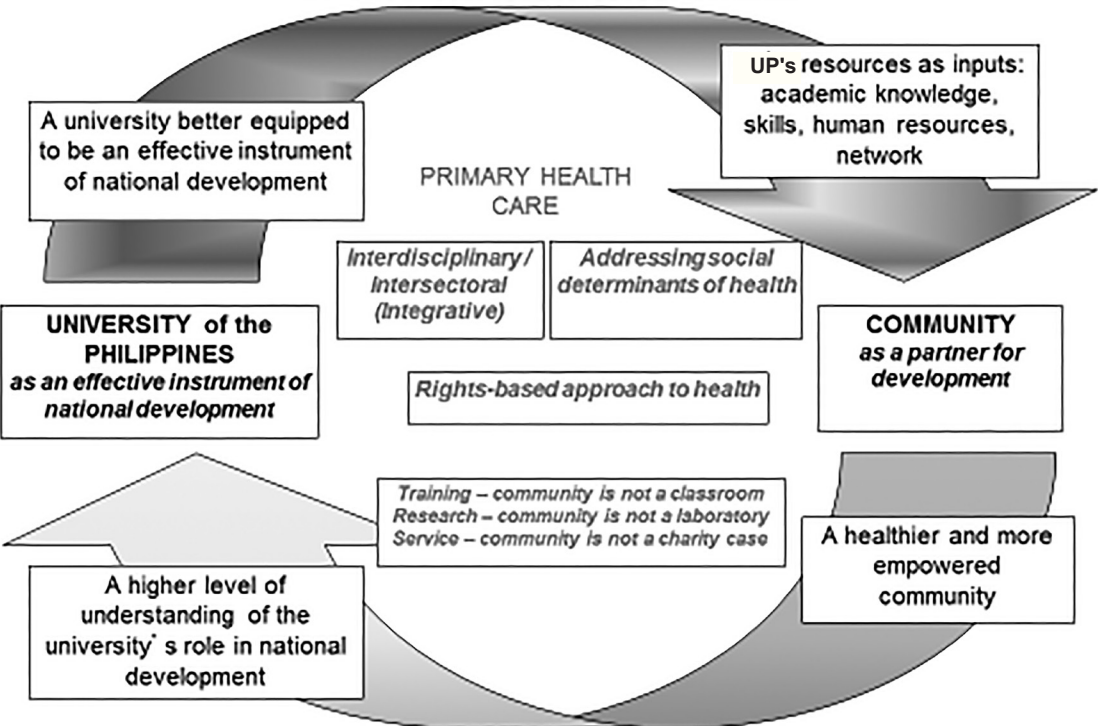 UP's resources as inputs:
academic knowledge,
skills, human resources,
network
A university better equipped
to be an effective instrument
of national development
PRIMARY HEALTH
CARE
Interdisciplinary/
Intersectoral
(Integrative)
Addressing social
determinants of health
UNIVERSITY of the
PHILIPPINES
as an effective instrument of
national development
COMMUNITY
as a partner for
development
Rights-based approach to health
Training – community is not a classroom
Research – community is not a laboratory
Service – community is not a charity case
A healthier and more
empowered
community
A higher level of
understanding of the
university's role in national
development